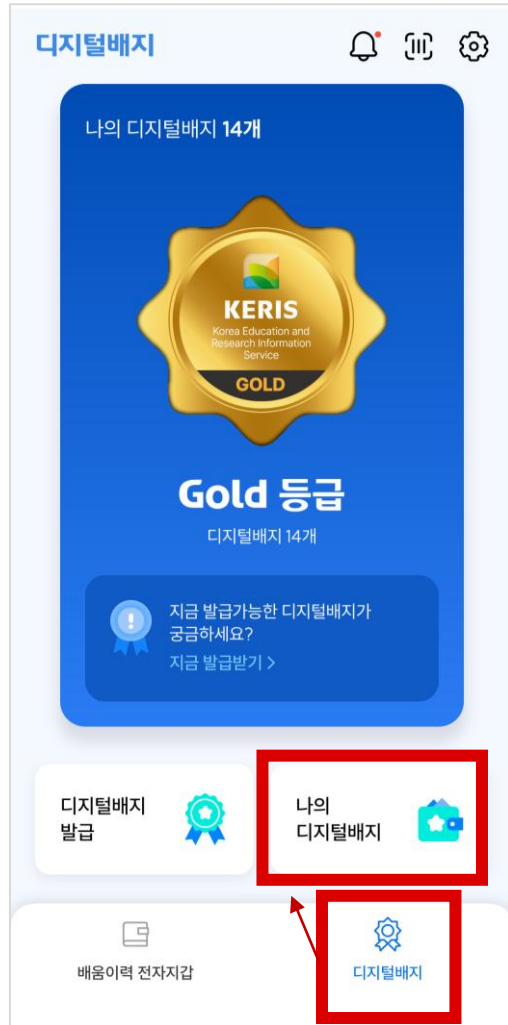 디지털배지
나의 디지털배지 14개
KERIS
Korea Education and
Research Information
Service
GOLD
Gold 등급
디지털배지 14개
지금 발급가능한 디지털배지가
궁금하세요?
지금 발급받기 >
디지털배지
발급
나의
디지털배지
배움이력 전자지갑
디지털배지